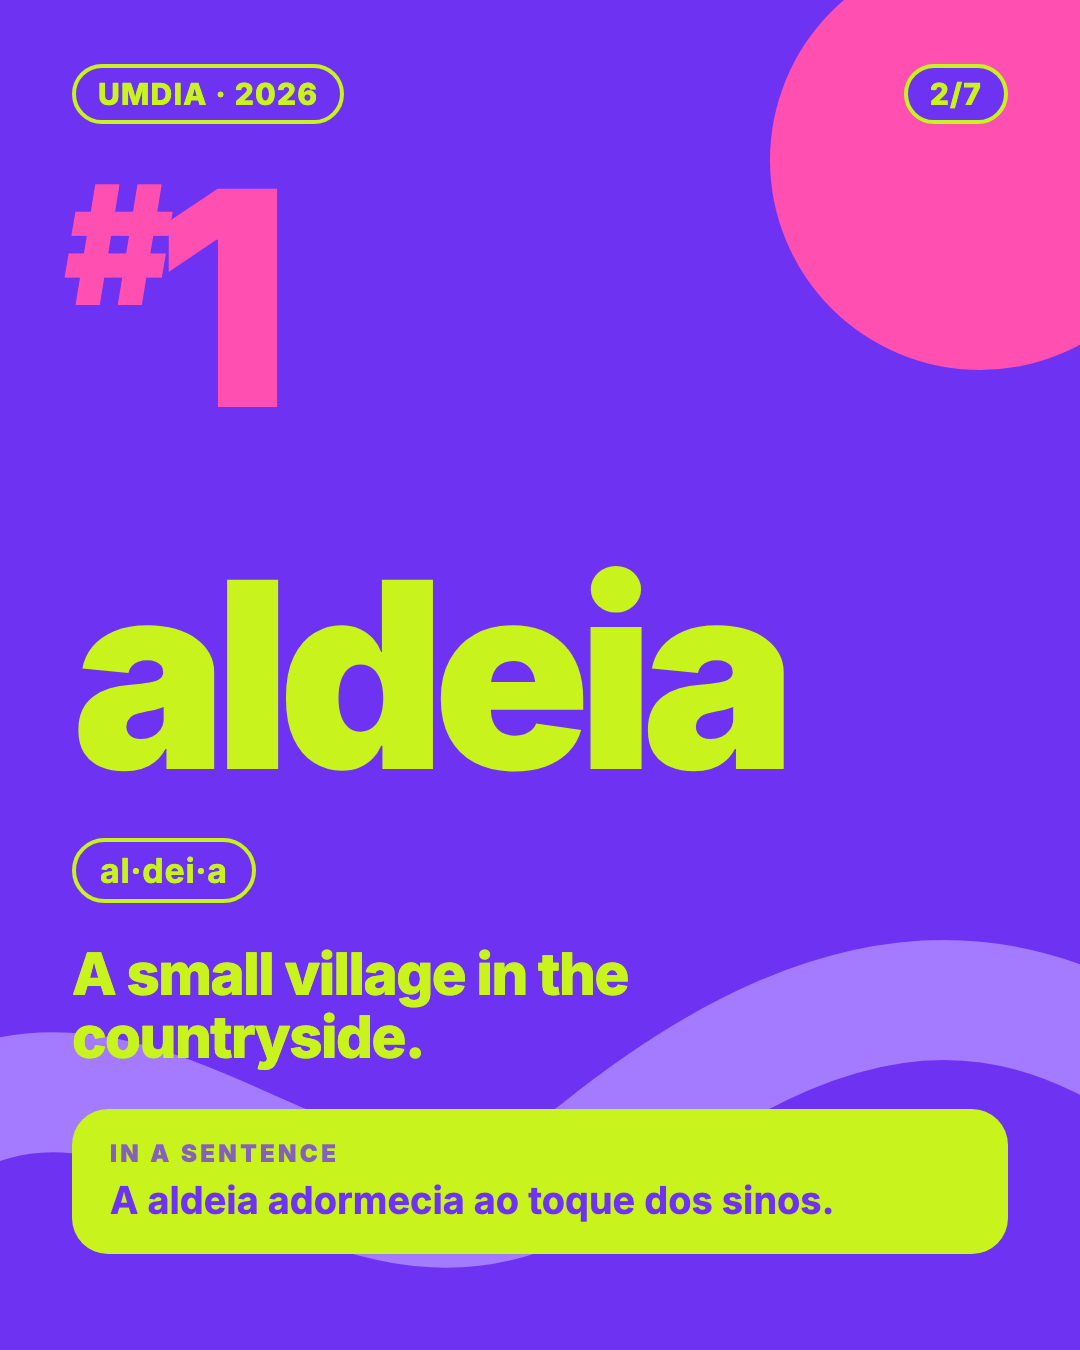 UMDIA · 2026
2/7
#1
aldeia
al·dei·a
A small village in the
countryside.
IN A SENTENCE
A aldeia adormecia ao toque dos sinos.